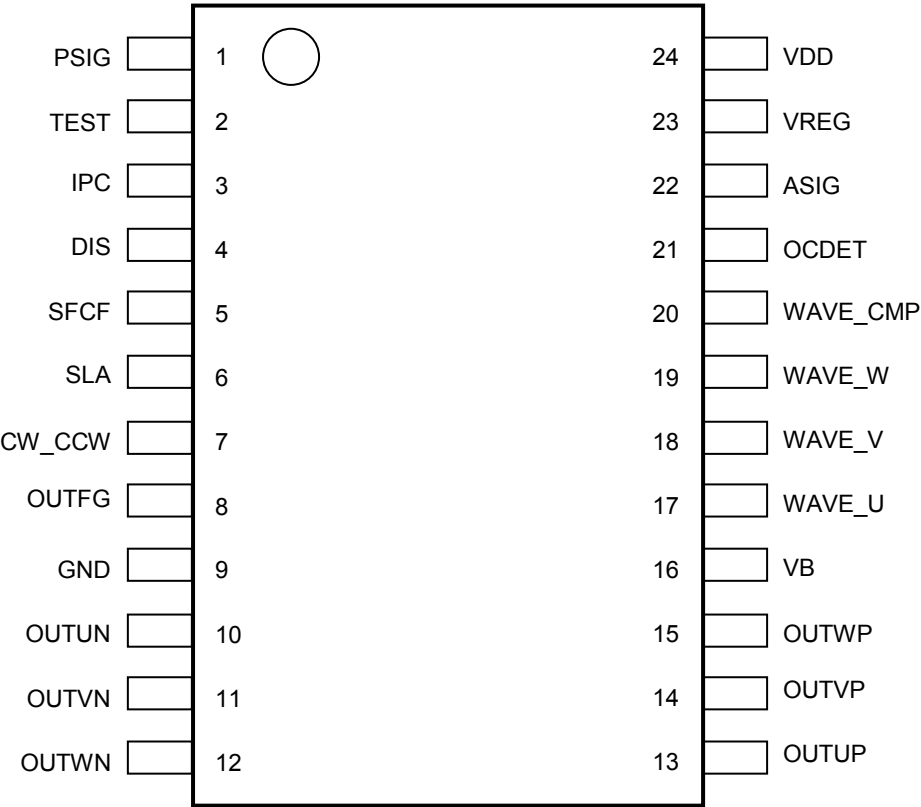 PSIG 1 24 VDD
TEST 2 23 VREG
IPC 3 22 ASIG
DIS 4 21 OCDET
SFCF 5 20 WAVE_CMP
SLA 6 19 WAVE_W
CW_CCW 7 18 WAVE_V
OUTFG 8 17 WAVE_U
GND 9 16 VB
OUTUN 10 15 OUTWP
OUTVN 11 14 OUTVP
OUTWN 12 13 OUTUP